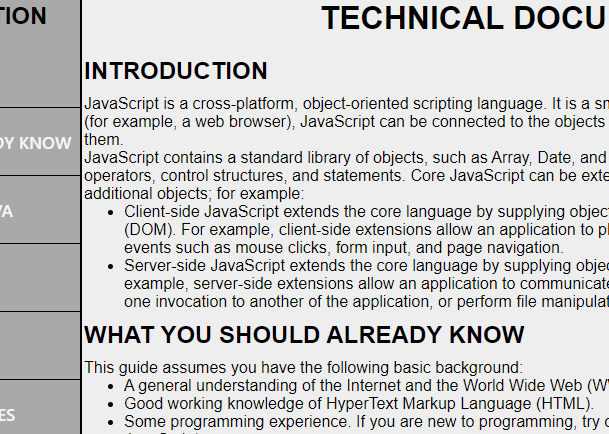 TION
TECHNICAL DOCU
INTRODUCTION
JavaScript is a cross-platform, object-oriented scripting language. It is a sm
(for example, a web browser), JavaScript can be connected to the objects
DY KNOW
them.
JavaScript contains a standard library of objects, such as Array, Date, and
operators, control structures, and statements. Core JavaScript can be exte
additional objects; for example:
VA
• Client-side JavaScript extends the core language by supplying object
(DOM). For example, client-side extensions allow an application to pl
events such as mouse clicks, form input, and page navigation.
• Server-side JavaScript extends the core language by supplying obje
example, server-side extensions allow an application to communicate
one invocation to another of the application, or perform file manipulat
WHAT YOU SHOULD ALREADY KNOW
This guide assumes you have the following basic background:
• A general understanding of the Internet and the World Wide Web (W
• Good working knowledge of HyperText Markup Language (HTML).
ES
• Some programming experience. If you are new to programming, try o